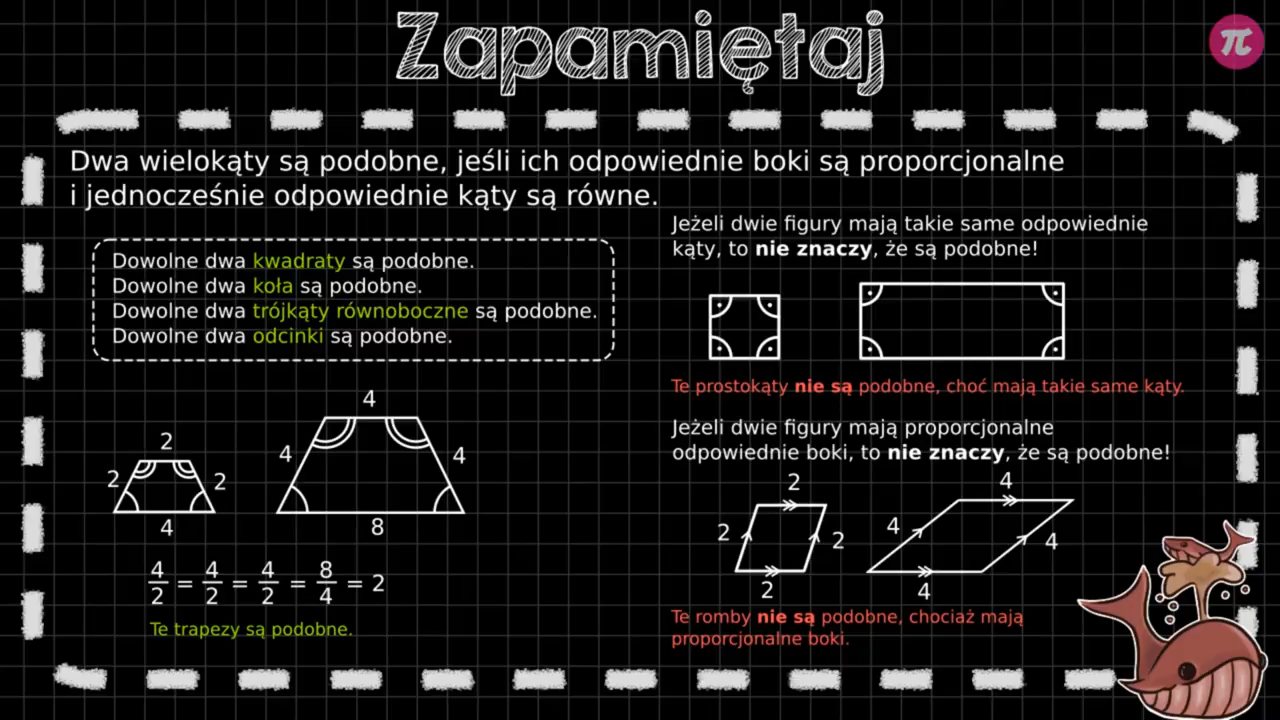 Zapamiętaj
π
Dwa wielokąty są podobne, jeśli ich odpowiednie boki są proporcjonalne
i jednocześnie odpowiednie kąty są równe.
Dowolne dwa kwadraty są podobne.
Dowolne dwa koła są podobne.
Dowolne dwa trójkąty równoboczne są podobne.
Dowolne dwa odcinki są podobne.
2
2
2
4
4
4
4
8
4/2 = 4/2 = 4/2 = 8/4 = 2
Te trapezy są podobne.
Jeżeli dwie figury mają takie same odpowiednie
kąty, to nie znaczy, że są podobne!
Te prostokąty nie są podobne, choć mają takie same kąty.
Jeżeli dwie figury mają proporcjonalne
odpowiednie boki, to nie znaczy, że są podobne!
2
2
2
2
4
4
4
4
Te romby nie są podobne, chociaż mają
proporcjonalne boki.